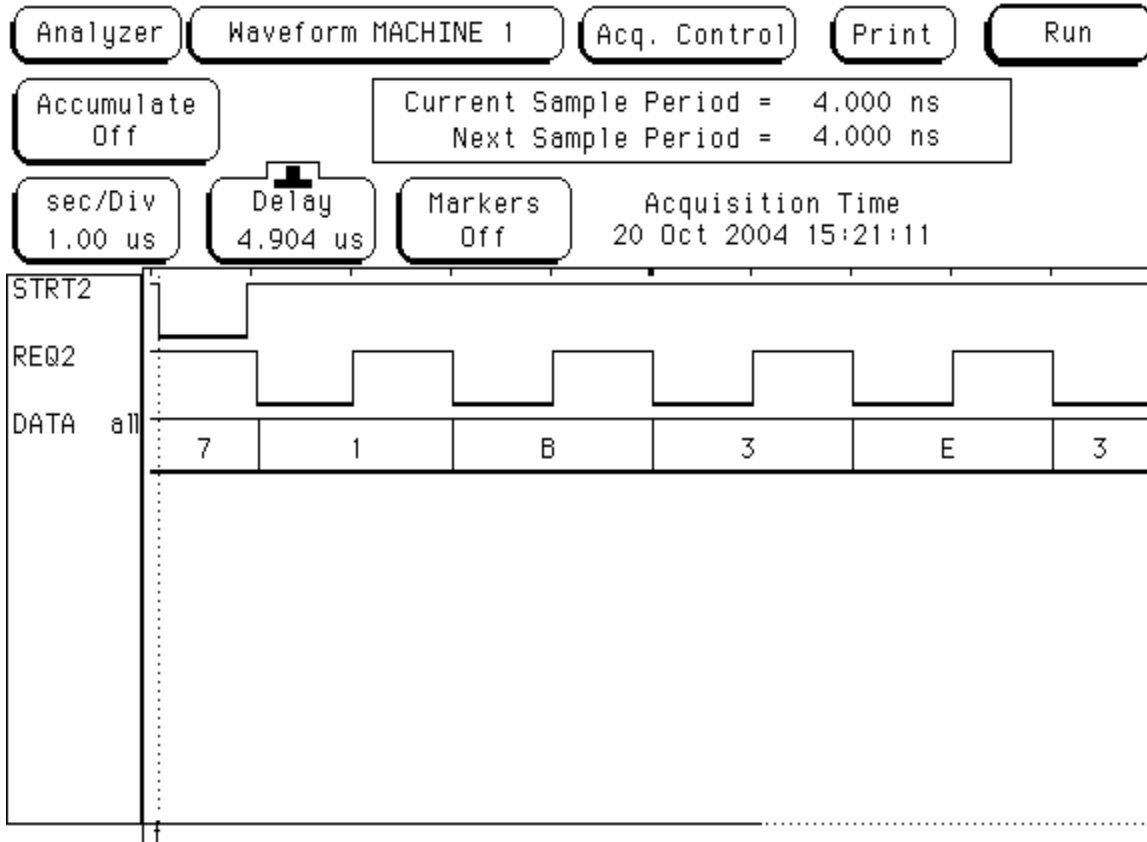 Analyzer Waveform MACHINE 1 Acq. Control Print Run
Accumulate
Off
Current Sample Period = 4.000 ns
Next Sample Period = 4.000 ns
sec/Div
1.00 us
Delay
4.904 us
Markers
Off
Acquisition Time
20 Oct 2004 15:21:11
STRT2
REQ2
DATA all
7 1 B 3 E 3